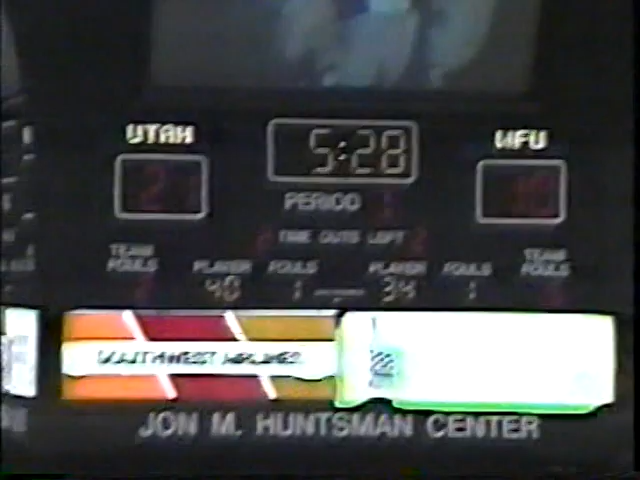 UTAH WFU
5:28
PERIOD
TIME OUTS LEFT
TEAM FOULS PLAYER FOULS PLAYER FOULS TEAM FOULS
40 1 34 1
SOUTHWEST AIRLINES
JON M. HUNTSMAN CENTER